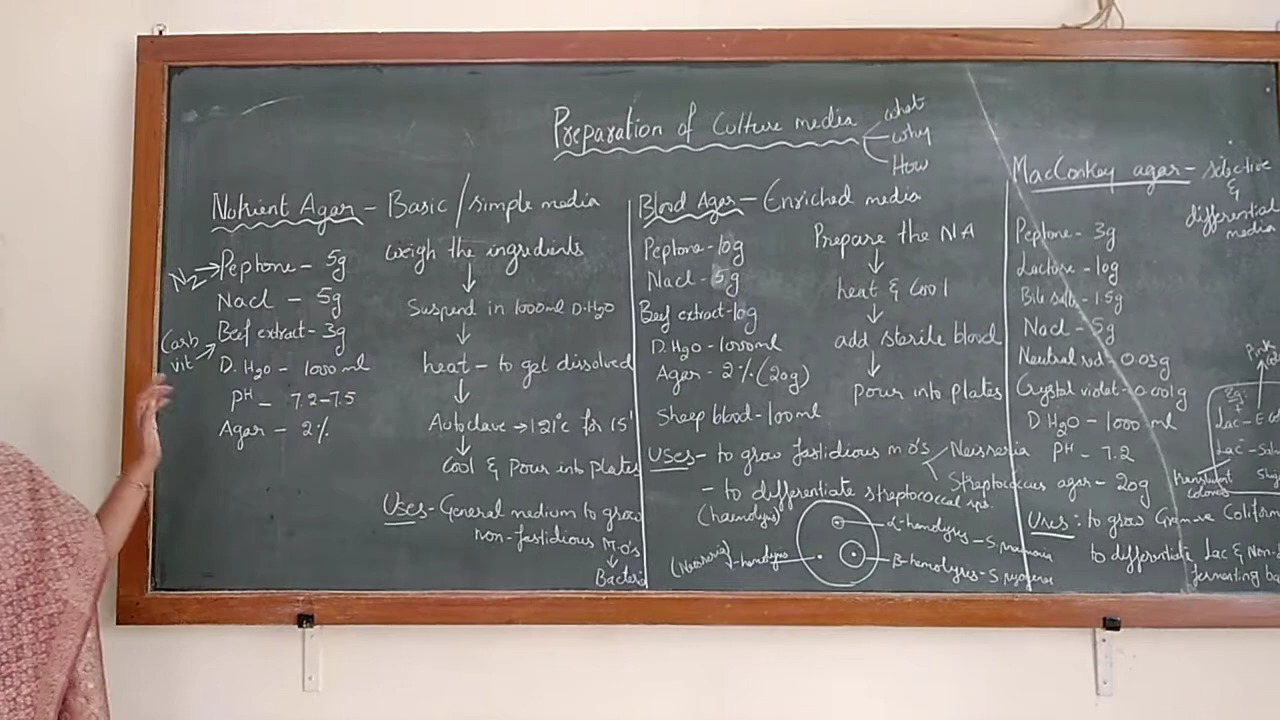 Preparation of Culture media
what
why
How
Nutrient Agar - Basic / simple media
N2 → Peptone - 5g
Nacl - 5g
Carb
vit → Beef extract - 3g
D. H2O - 1000 ml
PH - 7.2-7.5
Agar - 2%
weigh the ingredients
↓
Suspend in 1000ml D.H2O
↓
heat - to get dissolved
↓
Autoclave → 121°c for 15'
↓
Cool & Pour into plates
Uses - General medium to grow
non-fastidious M.O's
↓
Bacteria
Blood Agar - Enriched media
Peptone - 10g
Nacl - 5g
Beef extract - 10g
D. H2O - 1000ml
Agar - 2% (20g)
Sheep blood - 100ml
Prepare the NA
↓
heat & Cool
↓
add sterile blood
↓
pour into plates
Uses - to grow fastidious m.o's
Neisseria
Streptococcus
- to differentiate streptococcal sps.
(haemolysis)
α-hemolysis -
β-hemolysis - S.pyogenes
(Neisseria)
MacConkey agar - selective
&
differential
media
Peptone - 3g
Lactose - 10g
Bile salts - 1.5g
Nacl - 5g
Neutral red - 0.03g
Crystal violet - 0.001g
D H2O - 1000 ml
PH - 7.2
agar - 20g
Uses : to grow Gram-ve Coliform
to differentiate Lac & Non-
fermenting
Pink
Eg:
translucent
colonies